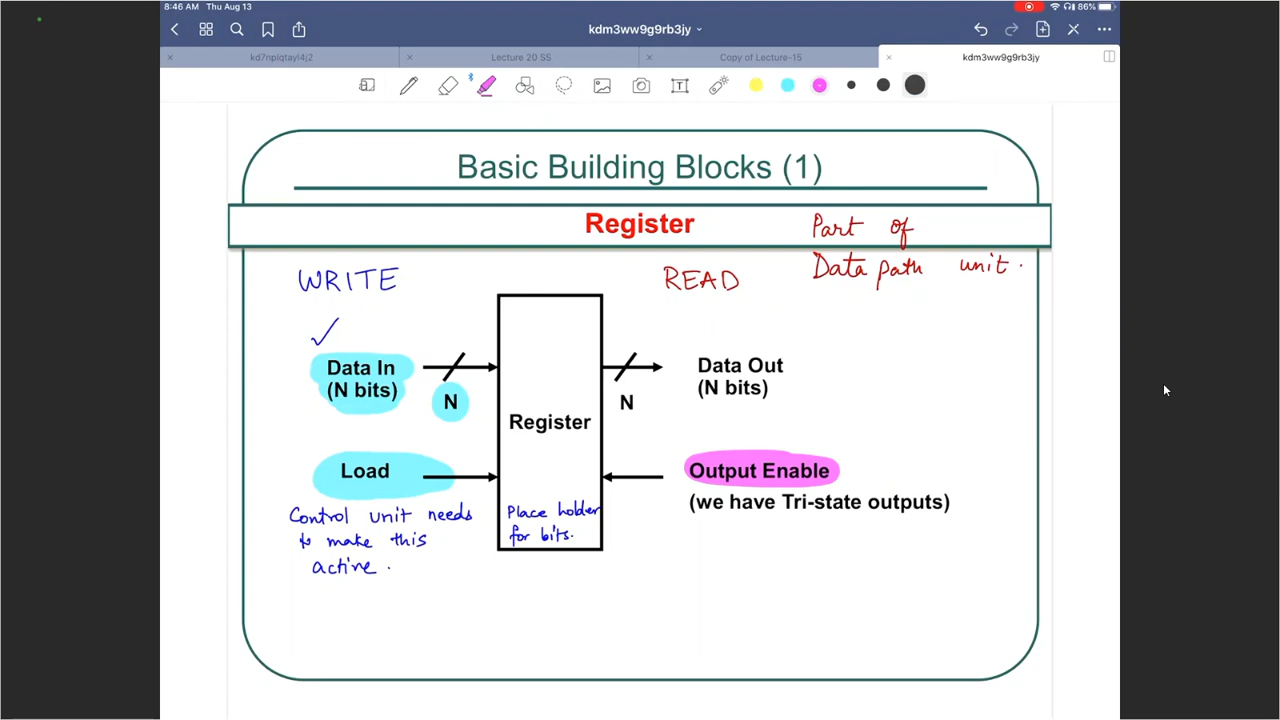 8:46 AM Thu Aug 13
86%
kdm3ww9g9rb3jy
kd7nplqtayl4j2
Lecture 20 SS
Copy of Lecture-15
kdm3ww9g9rb3jy
Basic Building Blocks (1)
Register
Part of
Data path unit.
WRITE
READ
Data In
(N bits)
N
Register
N
Data Out
(N bits)
Load
Output Enable
(we have Tri-state outputs)
Control unit needs
to make this
active.
Place holder
for bits.